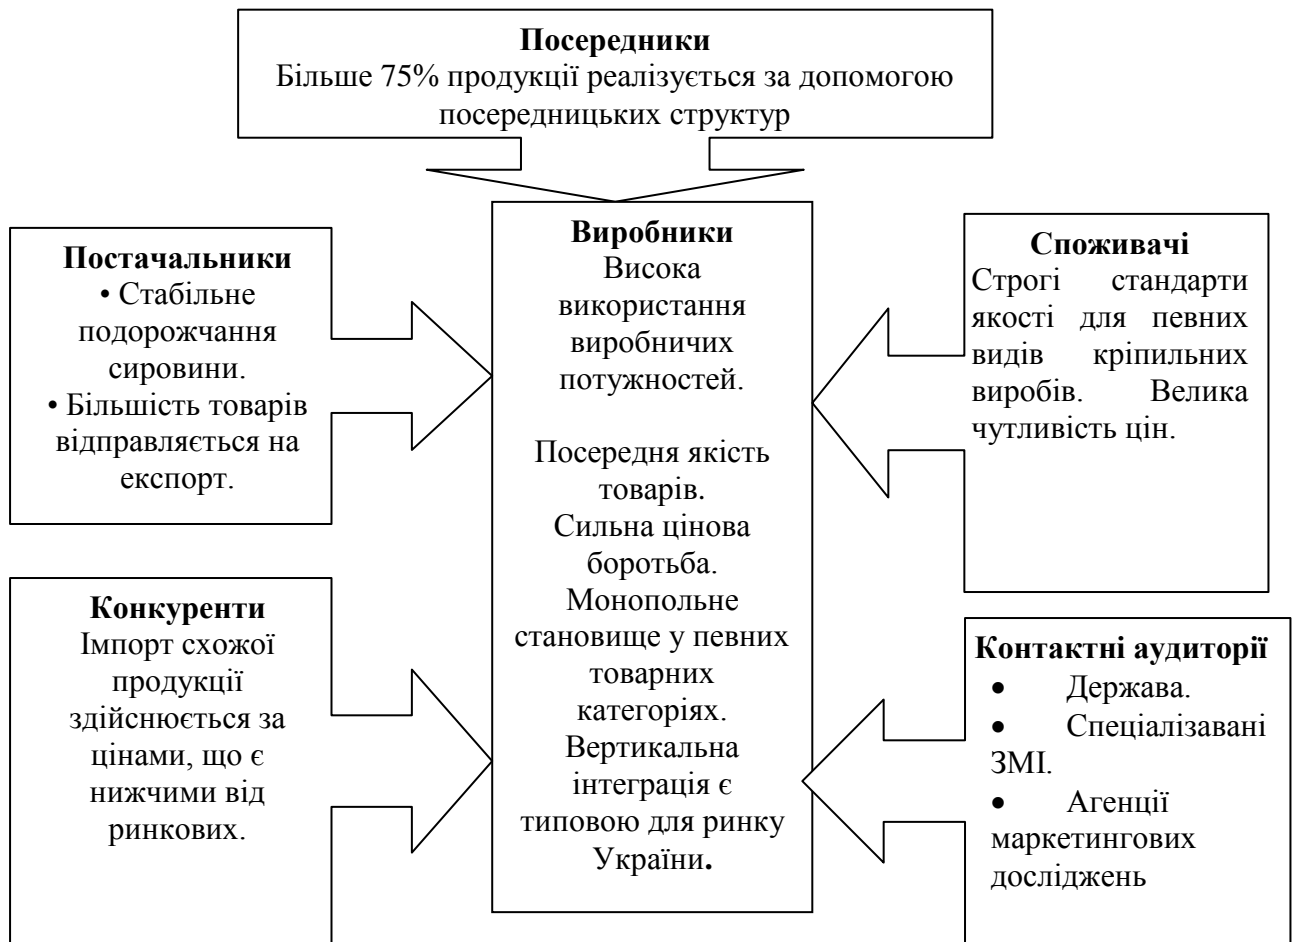 Посередники
Більше 75% продукції реалізується за допомогою
посередницьких структур
Постачальники
• Стабільне
подорожчання
сировини.
• Більшість товарів
відправляється на
експорт.
Виробники
Висока
використання
виробничих
потужностей.
Посередня якість
товарів.
Сильна цінова
боротьба.
Монопольне
становище у певних
товарних
категоріях.
Вертикальна
інтеграція є
типовою для ринку
України.
Споживачі
Строгі стандарти
якості для певних
видів кріпильних
виробів. Велика
чутливість цін.
Конкуренти
Імпорт схожої
продукції
здійснюється за
цінами, що є
нижчими від
ринкових.
Контактні аудиторії
• Держава.
• Спеціалізавані
ЗМІ.
• Агенції
маркетингових
досліджень